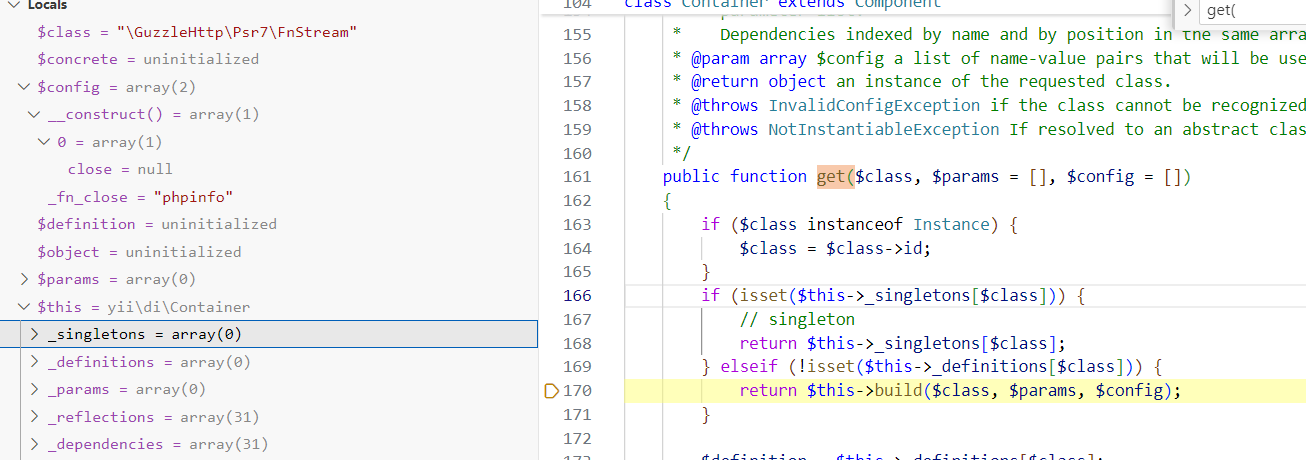 Locals
$class = "\GuzzleHttp\Psr7\FnStream"
$concrete = uninitialized
$config = array(2)
__construct() = array(1)
0 = array(1)
close = null
_fn_close = "phpinfo"
$definition = uninitialized
$object = uninitialized
$params = array(0)
$this = yii\di\Container
_singletons = array(0)
_definitions = array(0)
_params = array(0)
_reflections = array(31)
_dependencies = array(31)
104 class Container extends Component
get(
155 * Dependencies indexed by name and by position in the same arra
156 * @param array $config a list of name-value pairs that will be use
157 * @return object an instance of the requested class.
158 * @throws InvalidConfigException if the class cannot be recognized
159 * @throws NotInstantiableException If resolved to an abstract clas
160 */
161 public function get($class, $params = [], $config = [])
162 {
163 if ($class instanceof Instance) {
164 $class = $class->id;
165 }
166 if (isset($this->_singletons[$class])) {
167 // singleton
168 return $this->_singletons[$class];
169 } elseif (!isset($this->_definitions[$class])) {
170 return $this->build($class, $params, $config);
171 }
172